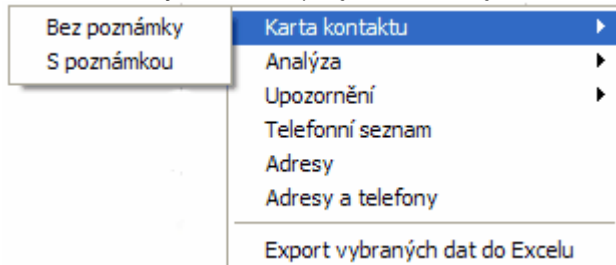 Bez poznámky
S poznámkou
Karta kontaktu
Analýza
Upozornění
Telefonní seznam
Adresy
Adresy a telefony
Export vybraných dat do Excelu